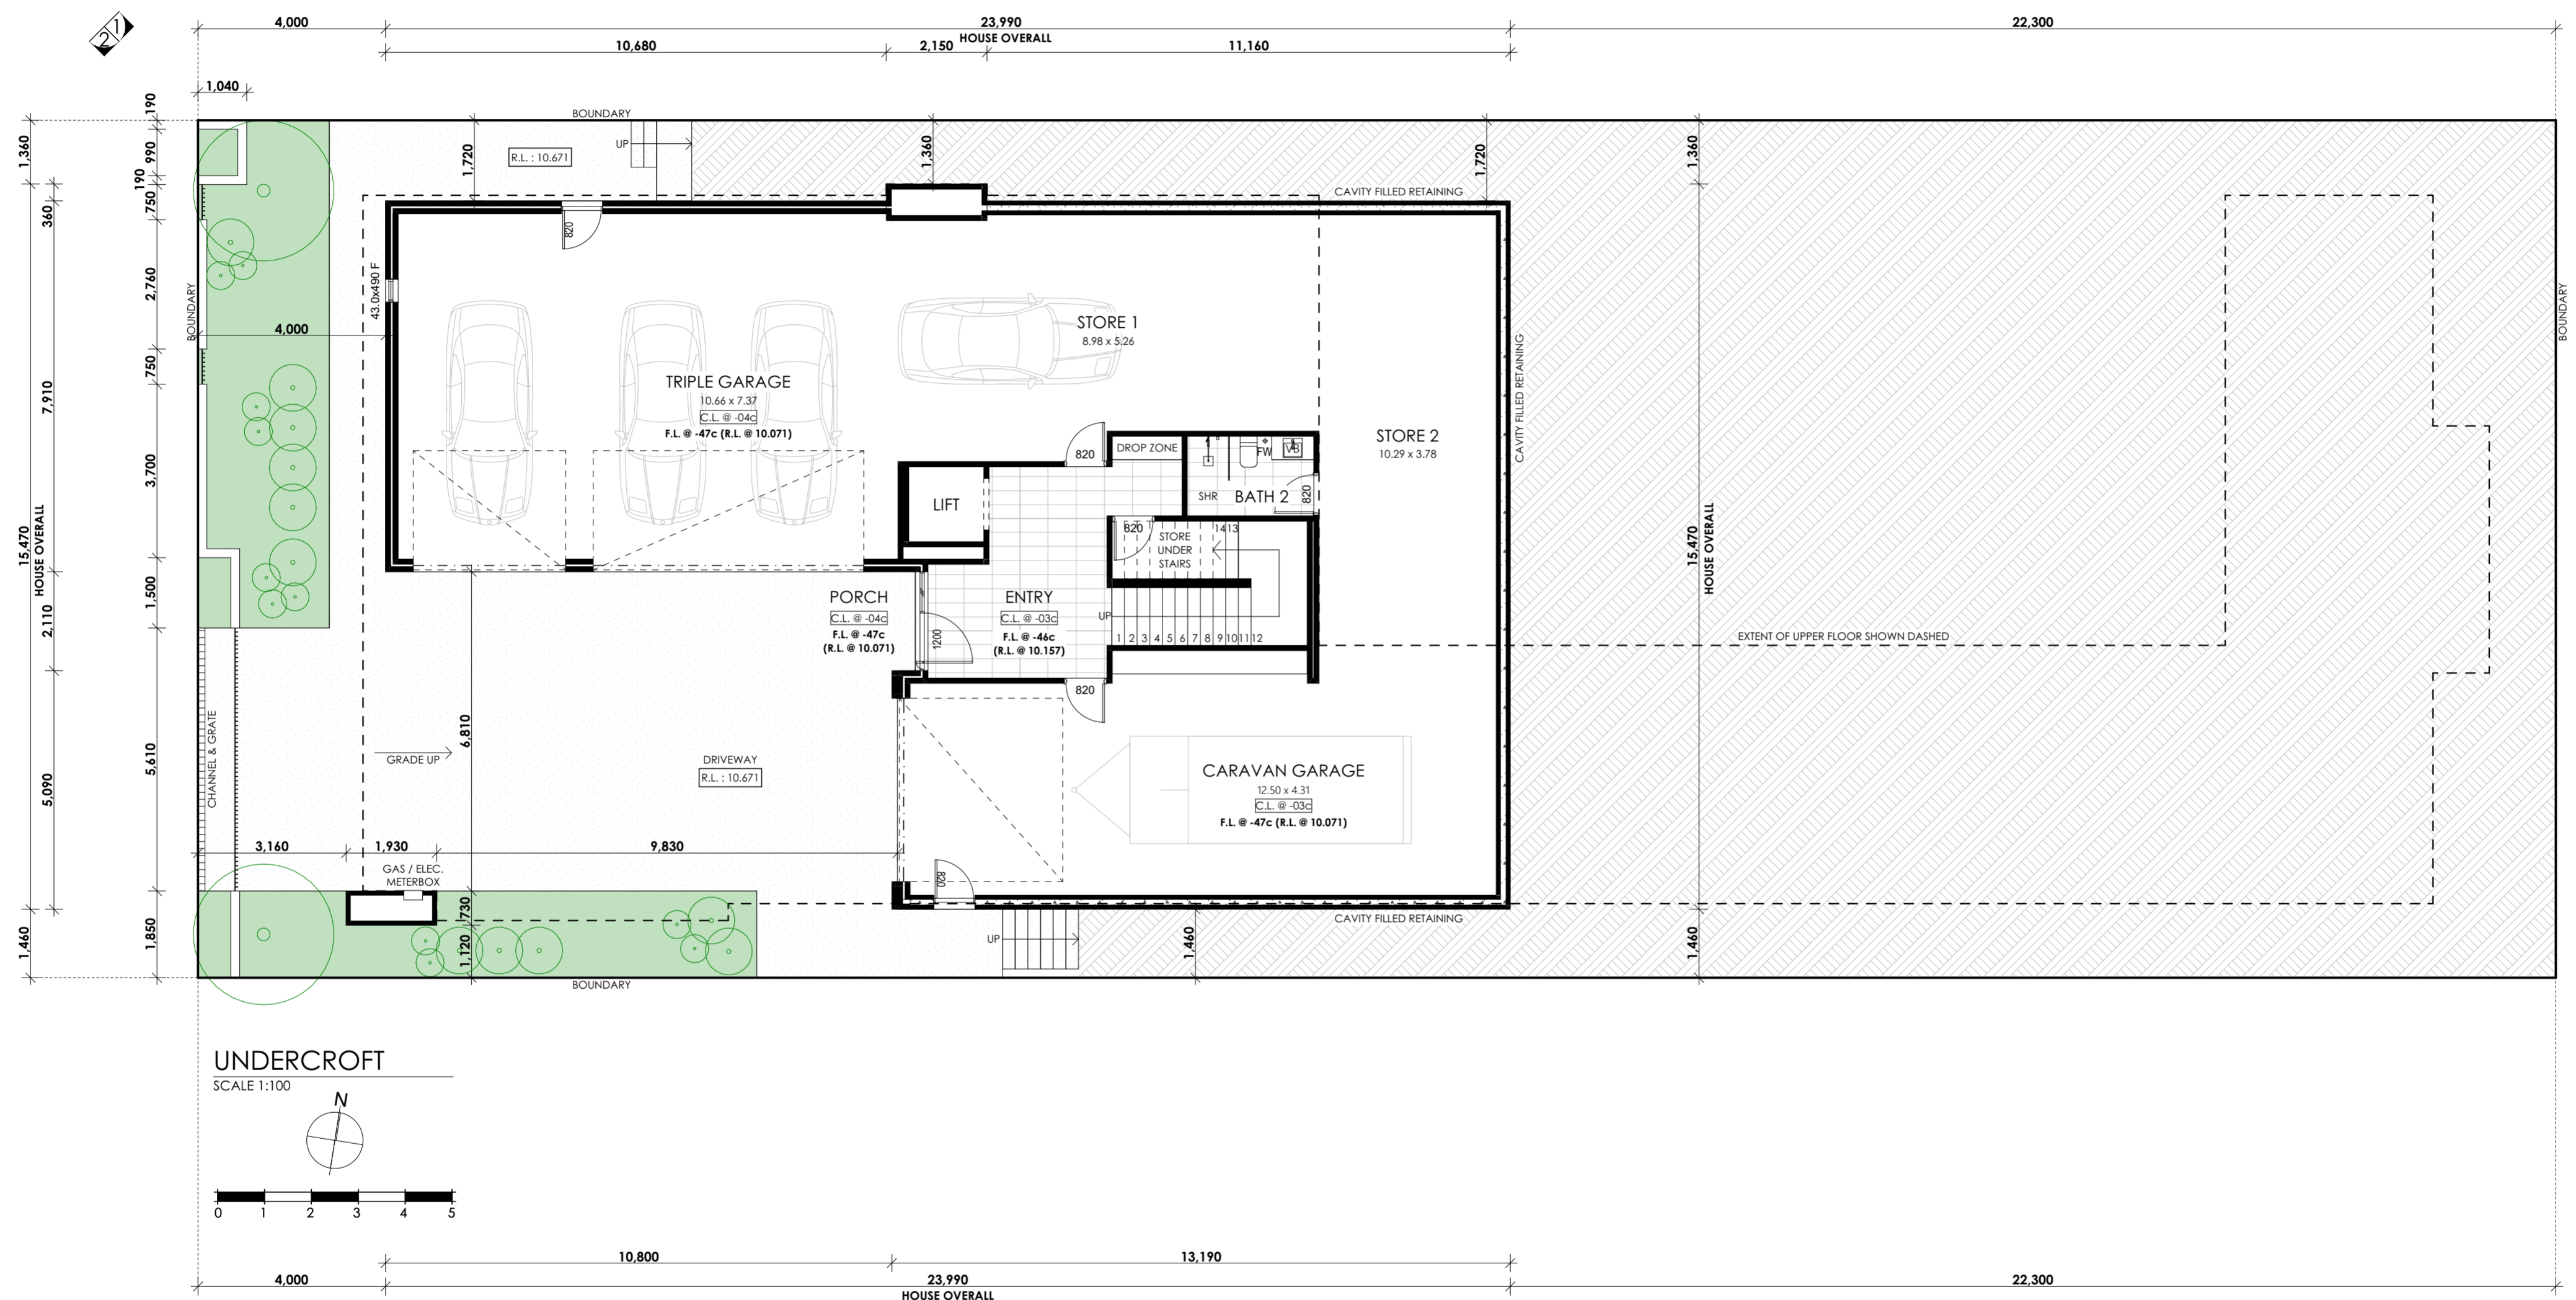 1
2
4,000
23,990
HOUSE OVERALL
22,300
10,680
2,150
11,160
1,040
190
990
190
750
2,760
750
3,700
1,500
5,610
1,850
1,360
15,470
HOUSE OVERALL
1,460
360
7,910
2,110
5,090
BOUNDARY
UP
R.L. : 10.671
1,720
1,360
1,720
1,360
CAVITY FILLED RETAINING
820
43.0x490 F
BOUNDARY
4,000
BOUNDARY
STORE 1
8.98 x 5.26
CAVITY FILLED RETAINING
TRIPLE GARAGE
10.66 x 7.37
C.L. @ -04c
F.L. @ -47c (R.L. @ 10.071)
STORE 2
10.29 x 3.78
820
DROP ZONE
FW
VB
LIFT
SHR
BATH 2
820
820
STORE
UNDER
STAIRS
14 13
15,470
HOUSE OVERALL
PORCH
C.L. @ -04c
F.L. @ -47c
(R.L. @ 10.071)
ENTRY
C.L. @ -03c
F.L. @ -46c
(R.L. @ 10.157)
1200
UP
1 2 3 4 5 6 7 8 9 10 11 12
EXTENT OF UPPER FLOOR SHOWN DASHED
820
CHANNEL & GRATE
GRADE UP
6,810
DRIVEWAY
R.L. : 10.671
CARAVAN GARAGE
12.50 x 4.31
C.L. @ -03c
F.L. @ -47c (R.L. @ 10.071)
3,160
1,930
9,830
GAS / ELEC.
METERBOX
820
730
1,120
UP
CAVITY FILLED RETAINING
1,460
1,460
BOUNDARY
UNDERCROFT
SCALE 1:100
N
0 1 2 3 4 5
10,800
13,190
4,000
23,990
HOUSE OVERALL
22,300